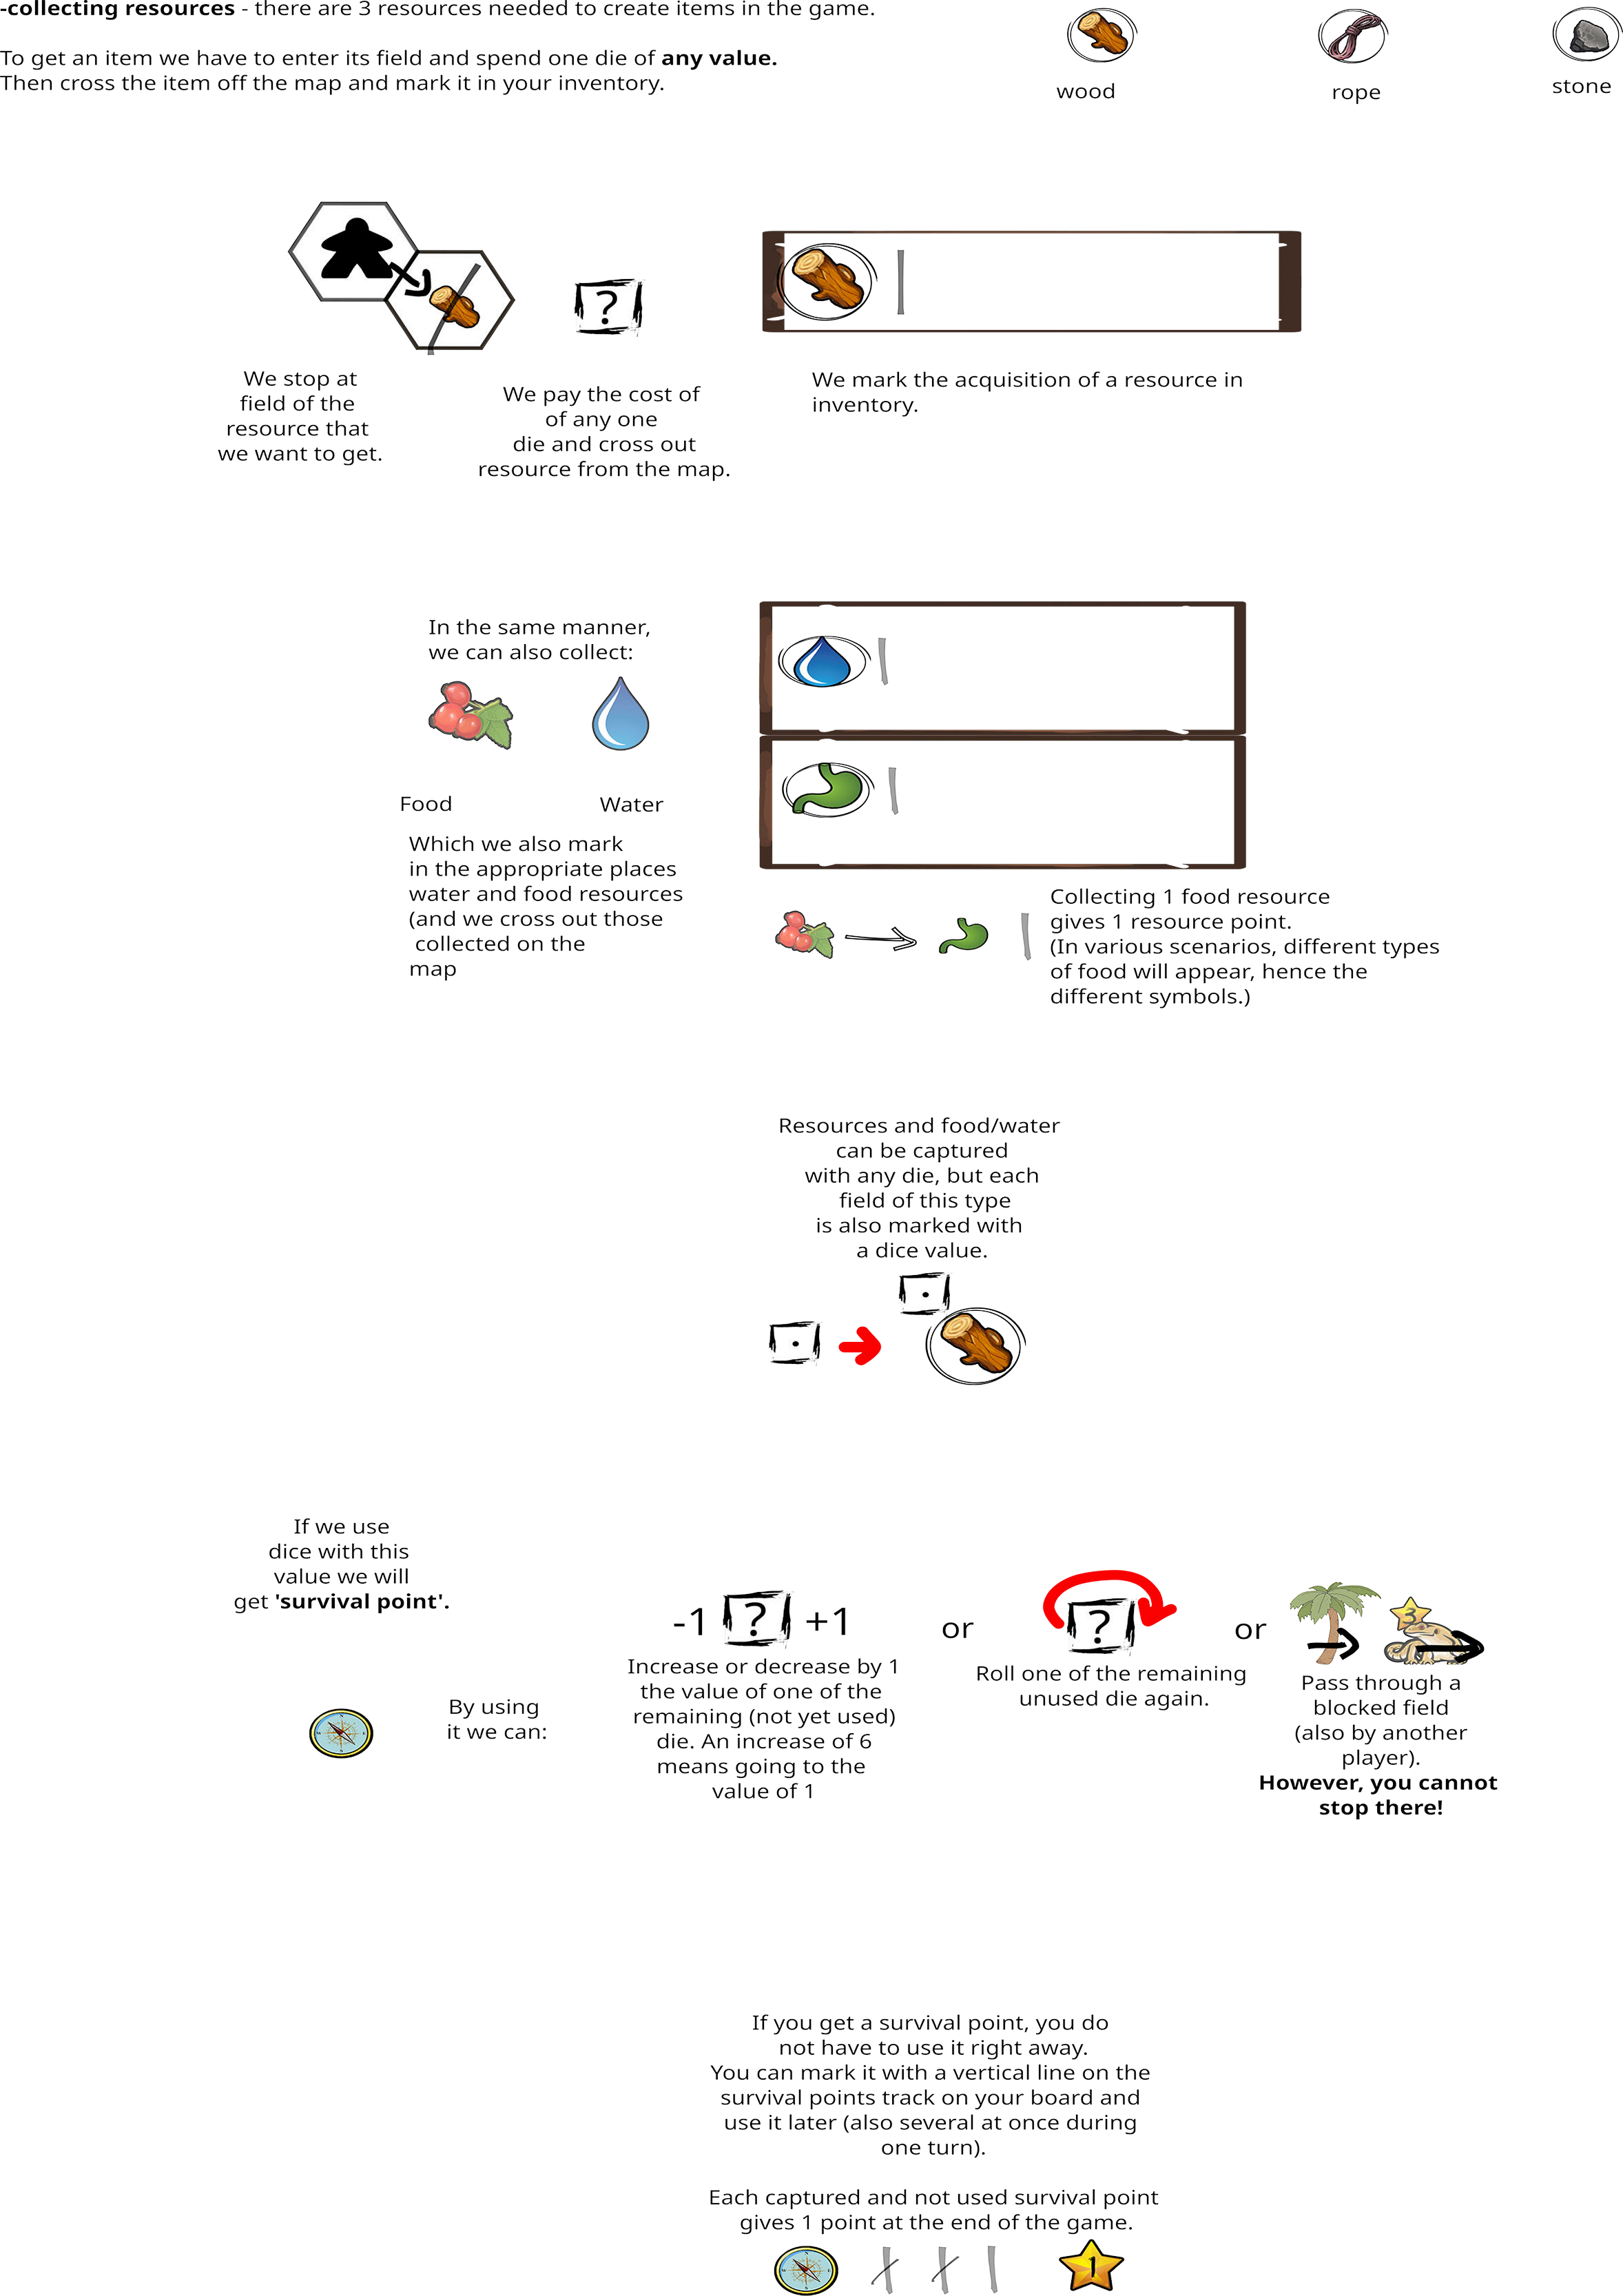 -collecting resources - there are 3 resources needed to create items in the game.
To get an item we have to enter its field and spend one die of any value.
Then cross the item off the map and mark it in your inventory.
wood
rope
stone
?
We stop at
field of the
resource that
we want to get.
We pay the cost of
of any one
die and cross out
resource from the map.
We mark the acquisition of a resource in
inventory.
In the same manner,
we can also collect:
Food
Water
Which we also mark
in the appropriate places
water and food resources
(and we cross out those
collected on the
map
Collecting 1 food resource
gives 1 resource point.
(In various scenarios, different types
of food will appear, hence the
different symbols.)
Resources and food/water
can be captured
with any die, but each
field of this type
is also marked with
a dice value.
If we use
dice with this
value we will
get 'survival point'.
By using
it we can:
-1 ? +1
Increase or decrease by 1
the value of one of the
remaining (not yet used)
die. An increase of 6
means going to the
value of 1
or
?
Roll one of the remaining
unused die again.
or
3
Pass through a
blocked field
(also by another
player).
However, you cannot
stop there!
If you get a survival point, you do
not have to use it right away.
You can mark it with a vertical line on the
survival points track on your board and
use it later (also several at once during
one turn).
Each captured and not used survival point
gives 1 point at the end of the game.
1